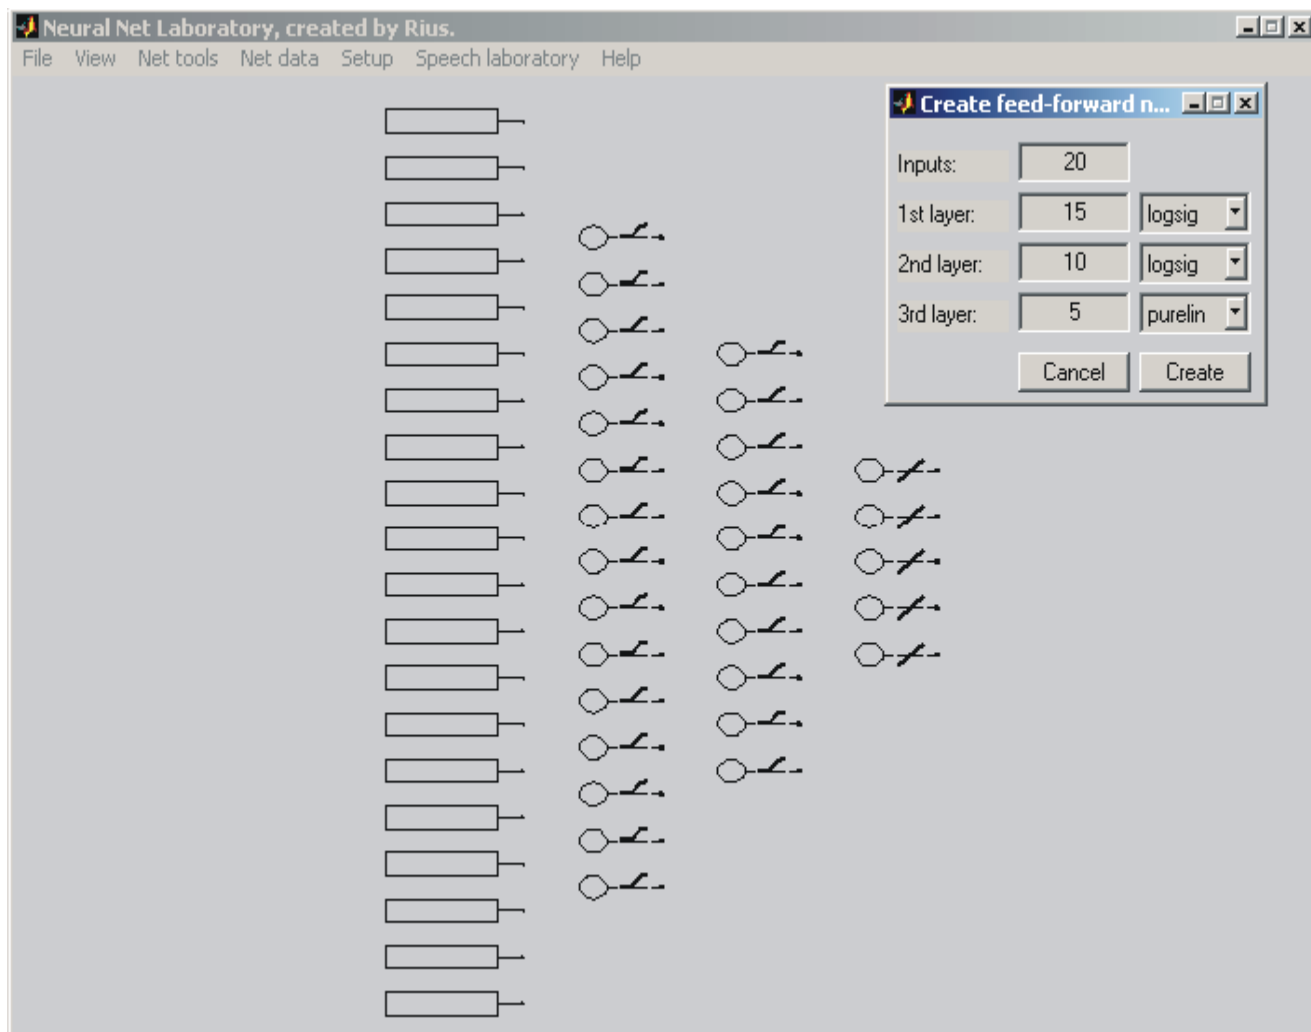 Neural Net Laboratory, created by Rius.
File View Net tools Net data Setup Speech laboratory Help
Create feed-forward n...
Inputs: 20
1st layer: 15 logsig
2nd layer: 10 logsig
3rd layer: 5 purelin
Cancel Create